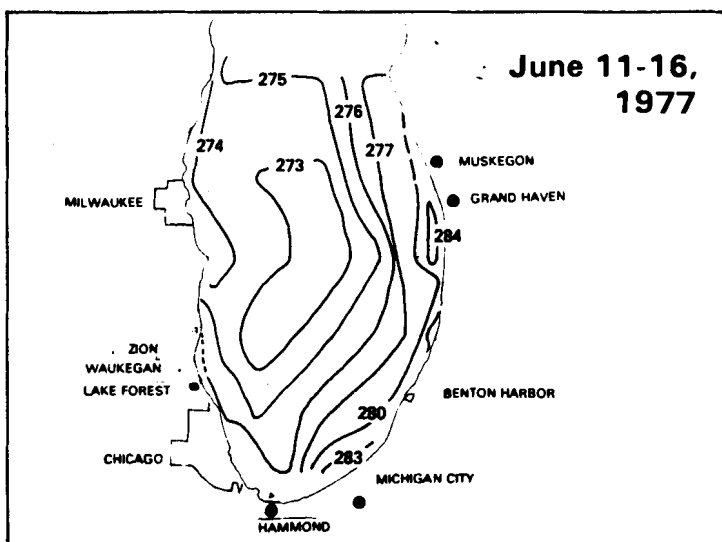 June 11-16,
1977
275
276
274
277
273
MUSKEGON
MILWAUKEE
GRAND HAVEN
284
ZION
WAUKEGAN
LAKE FOREST
BENTON HARBOR
280
CHICAGO
283
MICHIGAN CITY
HAMMOND